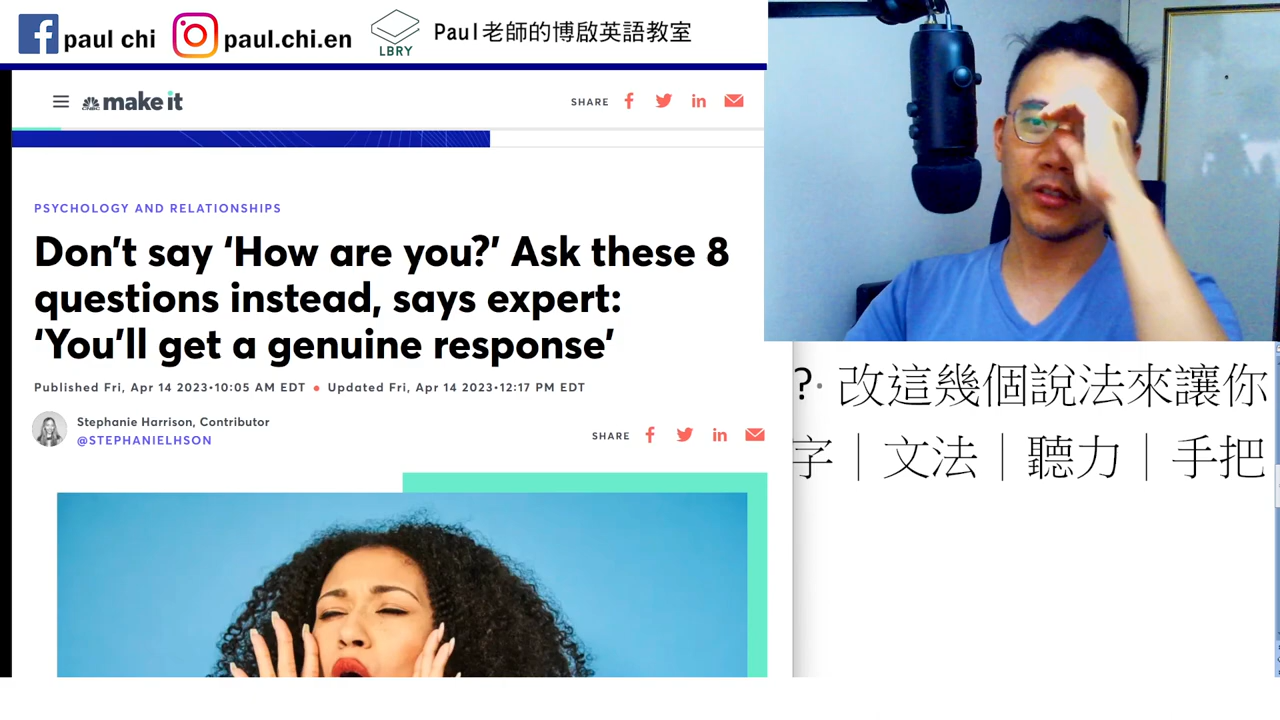 paul chi
paul.chi.en
LBRY
Paul老師的博啟英語教室
make it
SHARE
PSYCHOLOGY AND RELATIONSHIPS
Don't say 'How are you?' Ask these 8
questions instead, says expert:
'You'll get a genuine response'
Published Fri, Apr 14 2023•10:05 AM EDT • Updated Fri, Apr 14 2023•12:17 PM EDT
Stephanie Harrison, Contributor
@STEPHANIELHSON
SHARE
?· 改這幾個說法來讓你
字｜文法｜聽力｜手把